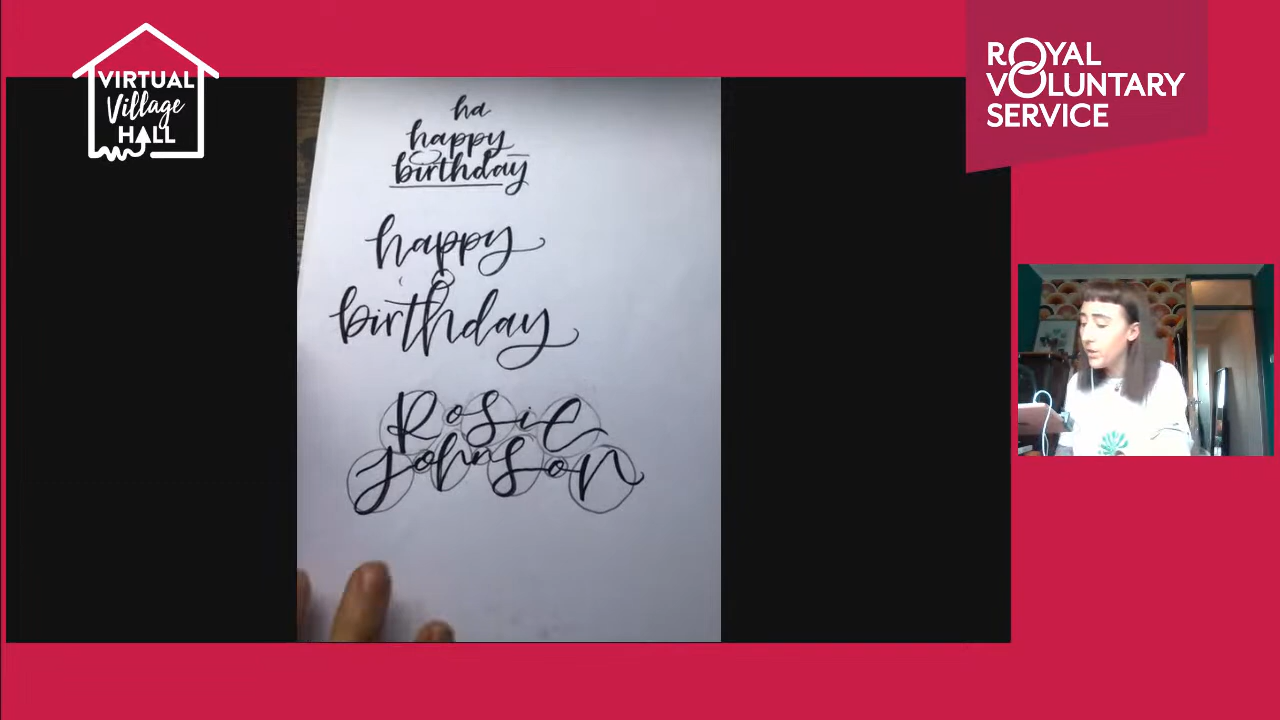 VIRTUAL
Village
HALL
ROYAL
VOLUNTARY
SERVICE
ha
happy
birthday
happy
birthday
Rosie
Johnson